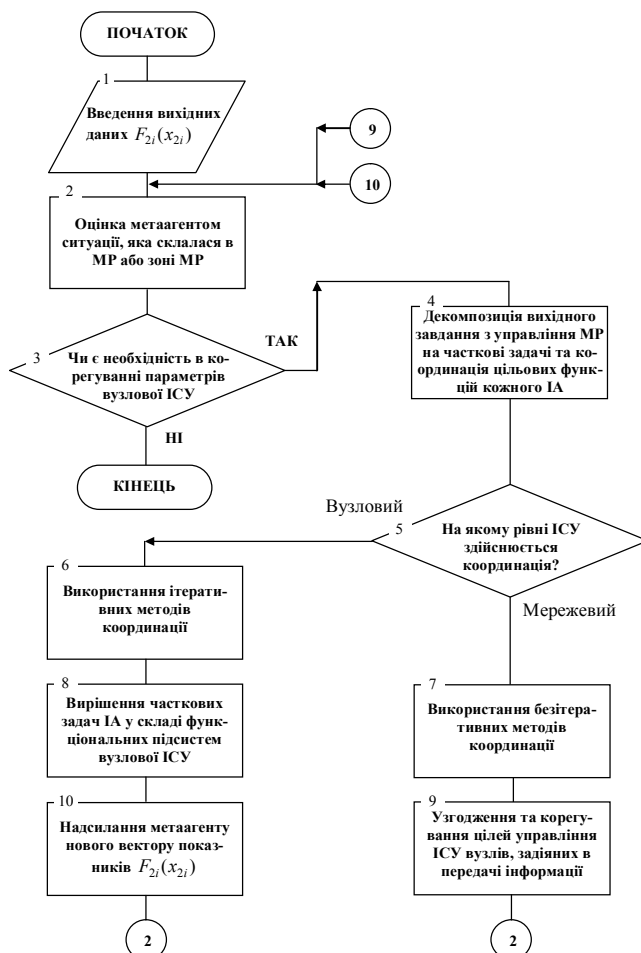 ПОЧАТОК
1
Введення вихідних
даних F2i(x2i)
9
10
2
Оцінка метаагентом
ситуації, яка склалася в
МР або зоні МР
3
Чи є необхідність в ко-
регуванні параметрів
вузлової ІСУ
ТАК
НІ
КІНЕЦЬ
4
Декомпозиція вихідного
завдання з управління МР
на часткові задачі та ко-
ординація цільових функ-
цій кожного ІА
Вузловий
5
На якому рівні ІСУ
здійснюється
координація?
Мережевий
6
Використання ітератив-
них методів
координації
8
Вирішення часткових
задач ІА у складі функ-
ціональних підсистем
вузлової ІСУ
10
Надсилання метаагенту
нового вектору показ-
ників F2i(x2i)
2
7
Використання безітера-
тивних методів
координації
9
Узгодження та корегу-
вання цілей управління
ІСУ вузлів, задіяних в
передачі інформації
2